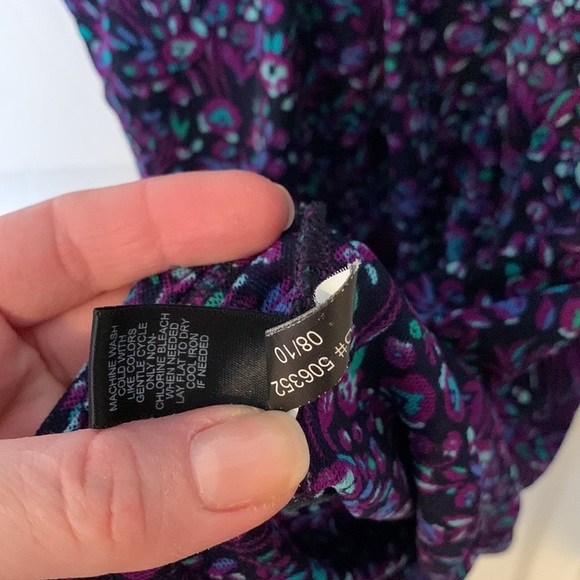 MACHINE WASH
COLD WITH
LIKE COLORS
GENTLE CYCLE
ONLY NON-
CHLORINE BLEACH
WHEN NEEDED
LAY FLAT TO DRY
COOL IRON
IF NEEDED
# 506352
08/10